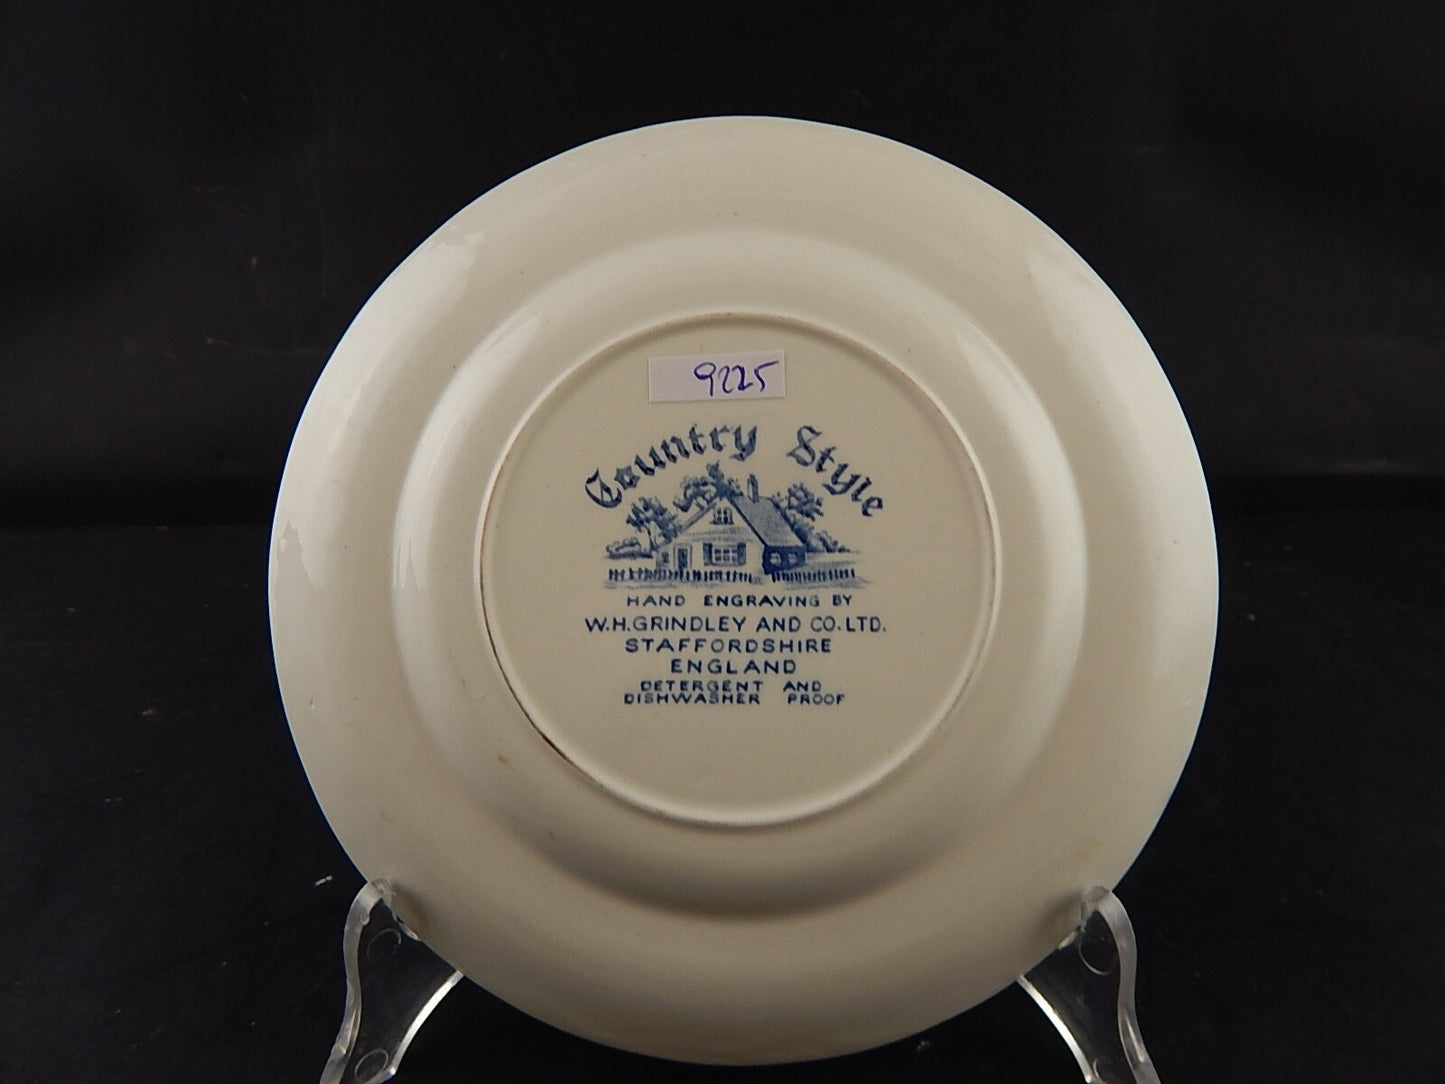 9225
Country Style
HAND ENGRAVING BY
W.H.GRINDLEY AND CO.LTD.
STAFFORDSHIRE
ENGLAND
DETERGENT AND
DISHWASHER PROOF